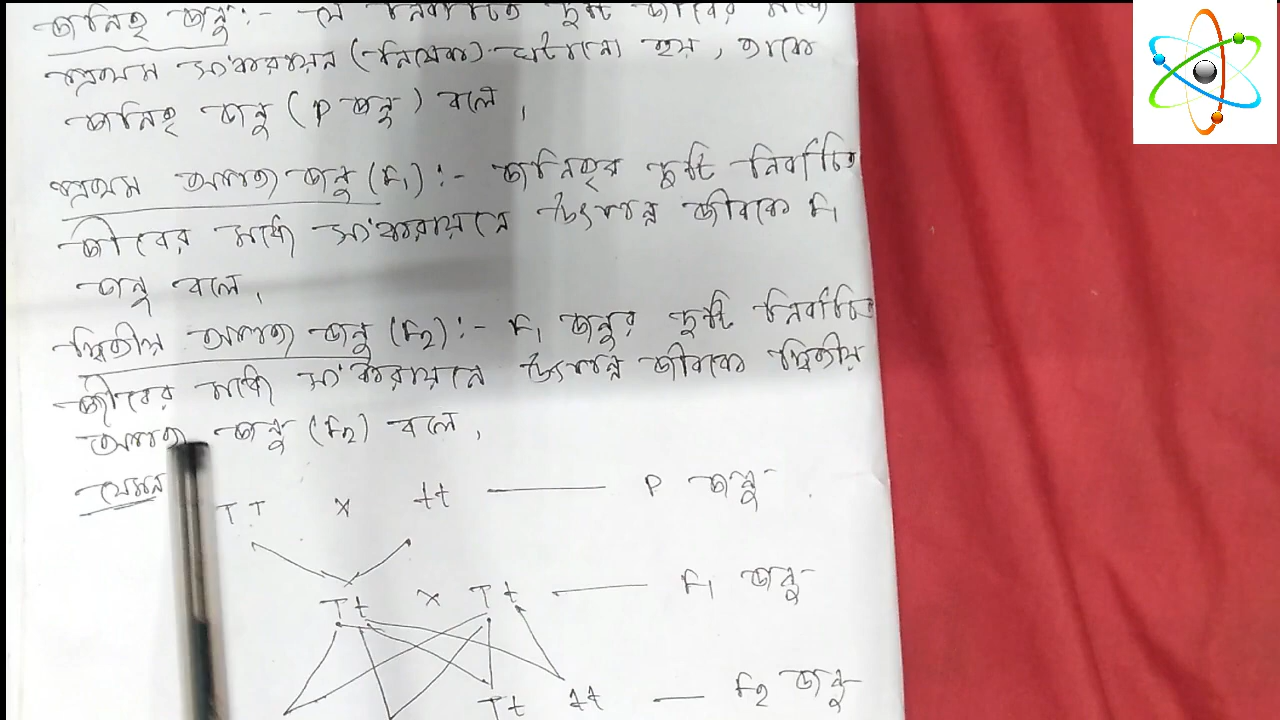 জনিতৃ জনু:- যে নির্বাচিত দুটি জীবের মধ্যে
প্রথম সংকরায়ন (নিষেক) ঘটানো হয়, তাকে
জনিতৃ জনু (P জনু) বলে।
প্রথম অপত্য জনু (F₁) :- জনিতৃর দুটি নির্বাচিত
জীবের মধ্যে সংকরায়নে উৎপন্ন জীবকে F₁
জনু বলে।
দ্বিতীয় অপত্য জনু (F₂) :- F₁ জনুর দুটি নির্বাচিত
জীবের মধ্যে সংকরায়নে উৎপন্ন জীবকে দ্বিতীয়
অপত্য জনু (F₂) বলে।
যেমন
TT x tt — P জনু
Tt x Tt — F₁ জনু
Tt tt — F₂ জনু